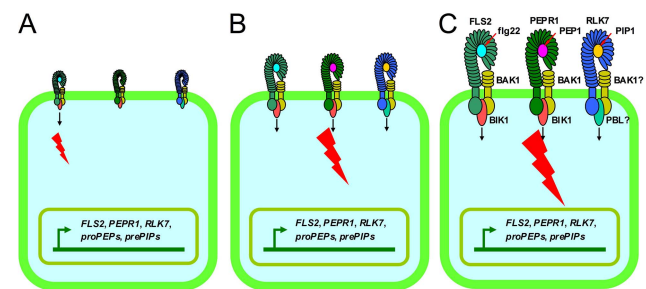 A
B
C
FLS2 PEPR1 RLK7
flg22 PEP1 PIP1
BAK1 BAK1 BAK1?
BIK1 BIK1 PBL?
FLS2, PEPR1, RLK7,
proPEPs, prePIPs
FLS2, PEPR1, RLK7,
proPEPs, prePIPs
FLS2, PEPR1, RLK7,
proPEPs, prePIPs